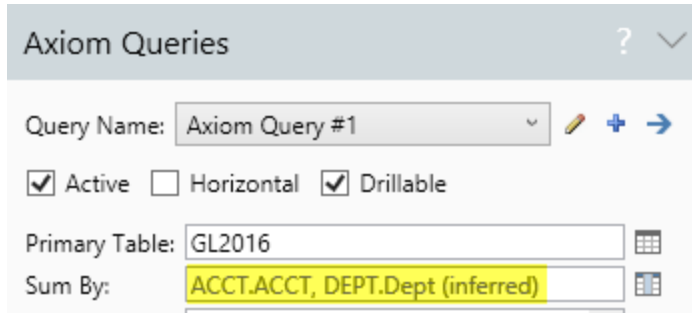 Axiom Queries ?
Query Name: Axiom Query #1
Active Horizontal Drillable
Primary Table: GL2016
Sum By: ACCT.ACCT, DEPT.Dept (inferred)